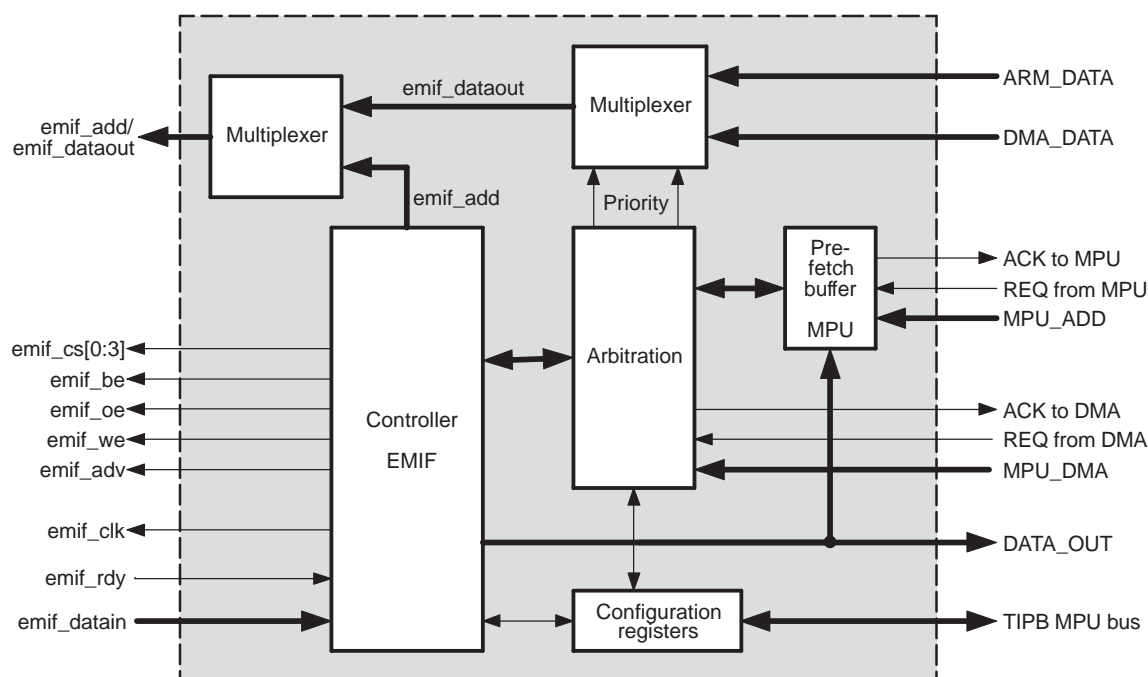 emif_dataout
Multiplexer
ARM_DATA
DMA_DATA
emif_add/
emif_dataout
Multiplexer
emif_add
Priority
Pre-
fetch
buffer
MPU
ACK to MPU
REQ from MPU
MPU_ADD
emif_cs[0:3]
emif_be
emif_oe
emif_we
emif_adv
emif_clk
emif_rdy
emif_datain
Controller
EMIF
Arbitration
ACK to DMA
REQ from DMA
MPU_DMA
DATA_OUT
Configuration
registers
TIPB MPU bus